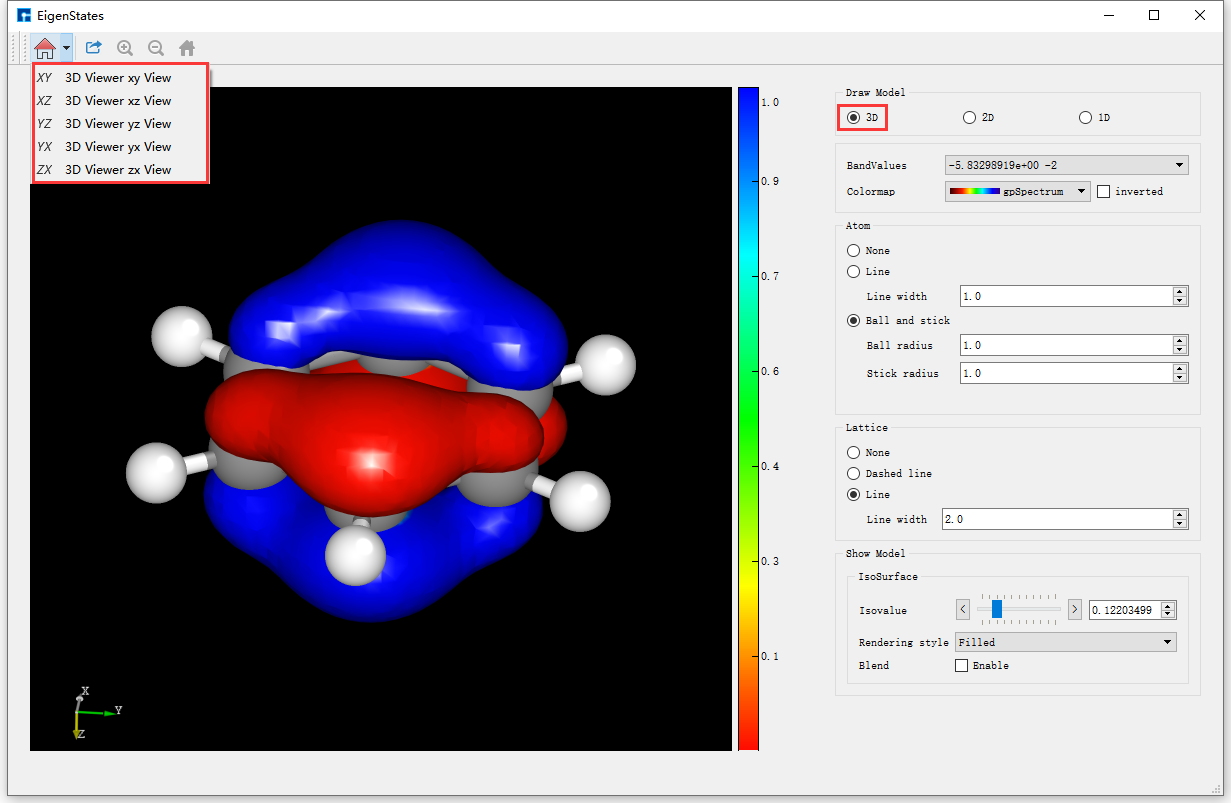 EigenStates
XY 3D Viewer xy View
XZ 3D Viewer xz View
YZ 3D Viewer yz View
YX 3D Viewer yx View
ZX 3D Viewer zx View
1.0
0.9
0.7
0.6
0.4
0.3
0.1
X
Y
Z
Draw Model
3D 2D 1D
BandValues -5.83298919e+00 -2
Colormap gpSpectrum inverted
Atom
None
Line
Line width 1.0
Ball and stick
Ball radius 1.0
Stick radius 1.0
Lattice
None
Dashed line
Line
Line width 2.0
Show Model
IsoSurface
Isovalue < > 0.12203499
Rendering style Filled
Blend Enable